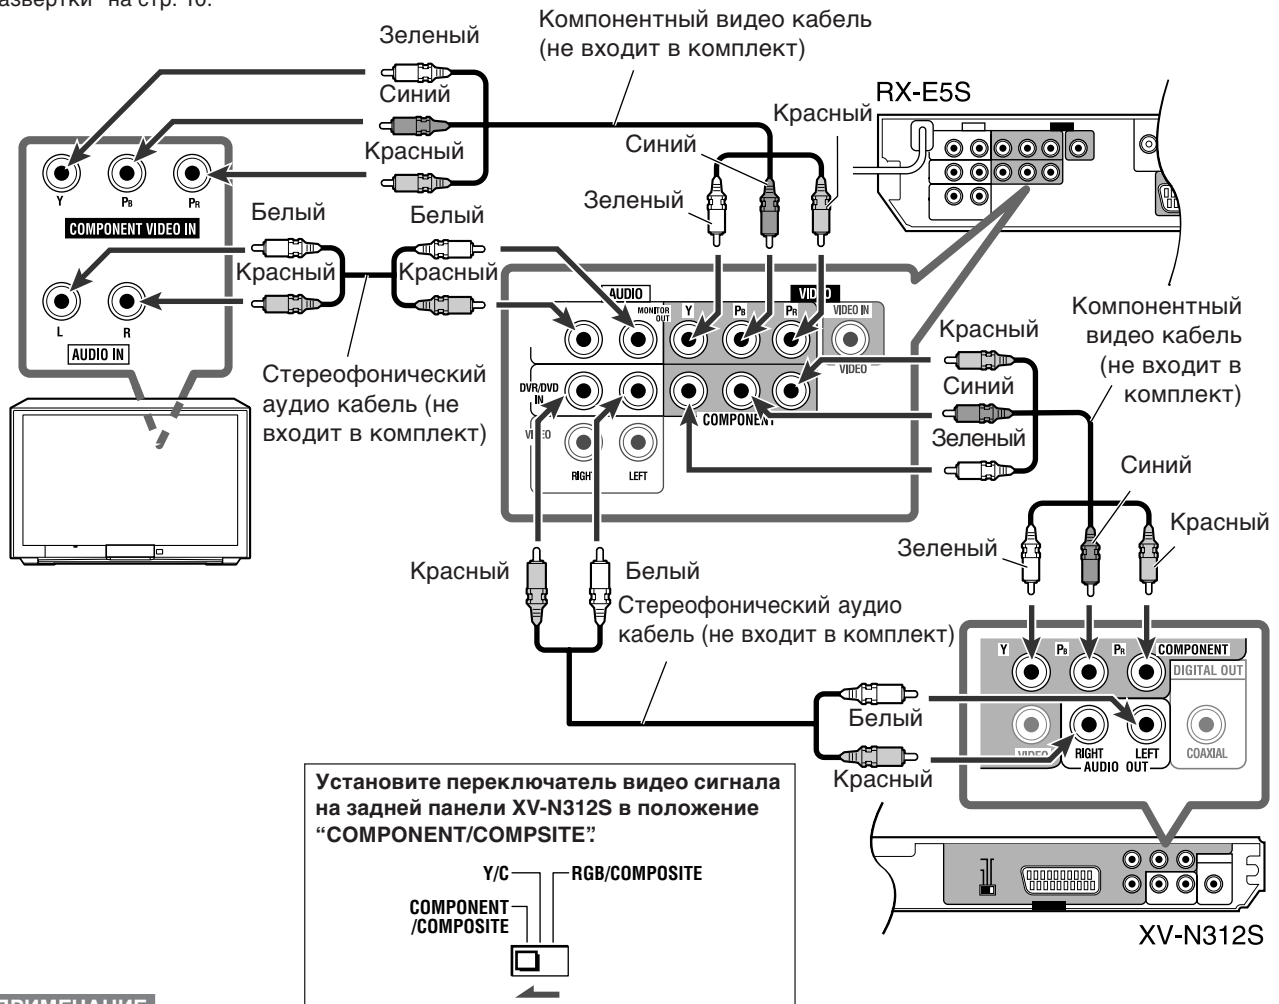 развертки" на стр. 10.
Компонентный видео кабель
(не входит в комплект)
Зеленый
Синий
Красный
Y
PB
PR
COMPONENT VIDEO IN
Белый
Красный
Белый
Красный
L
R
AUDIO IN
Стереофонический
аудио кабель (не
входит в комплект)
RX-E5S
Красный
Синий
Зеленый
AUDIO
VIDEO
MONITOR
OUT
Y
PB
PR
VIDEO IN
VIDEO
DVR/DVD
IN
COMPONENT
VIDEO
RIGHT
LEFT
Компонентный
видео кабель
(не входит в
комплект)
Красный
Синий
Зеленый
Синий
Зеленый
Красный
Красный
Белый
Стереофонический аудио
кабель (не входит в комплект)
Белый
Красный
Y
PB
PR
COMPONENT
DIGITAL OUT
VIDEO
RIGHT
LEFT
AUDIO OUT
COAXIAL
XV-N312S
Установите переключатель видео сигнала
на задней панели XV-N312S в положение
“COMPONENT/COMPSITE”.
Y/C
RGB/COMPOSITE
COMPONENT
/COMPOSITE
ПРИМЕЧАНИЕ